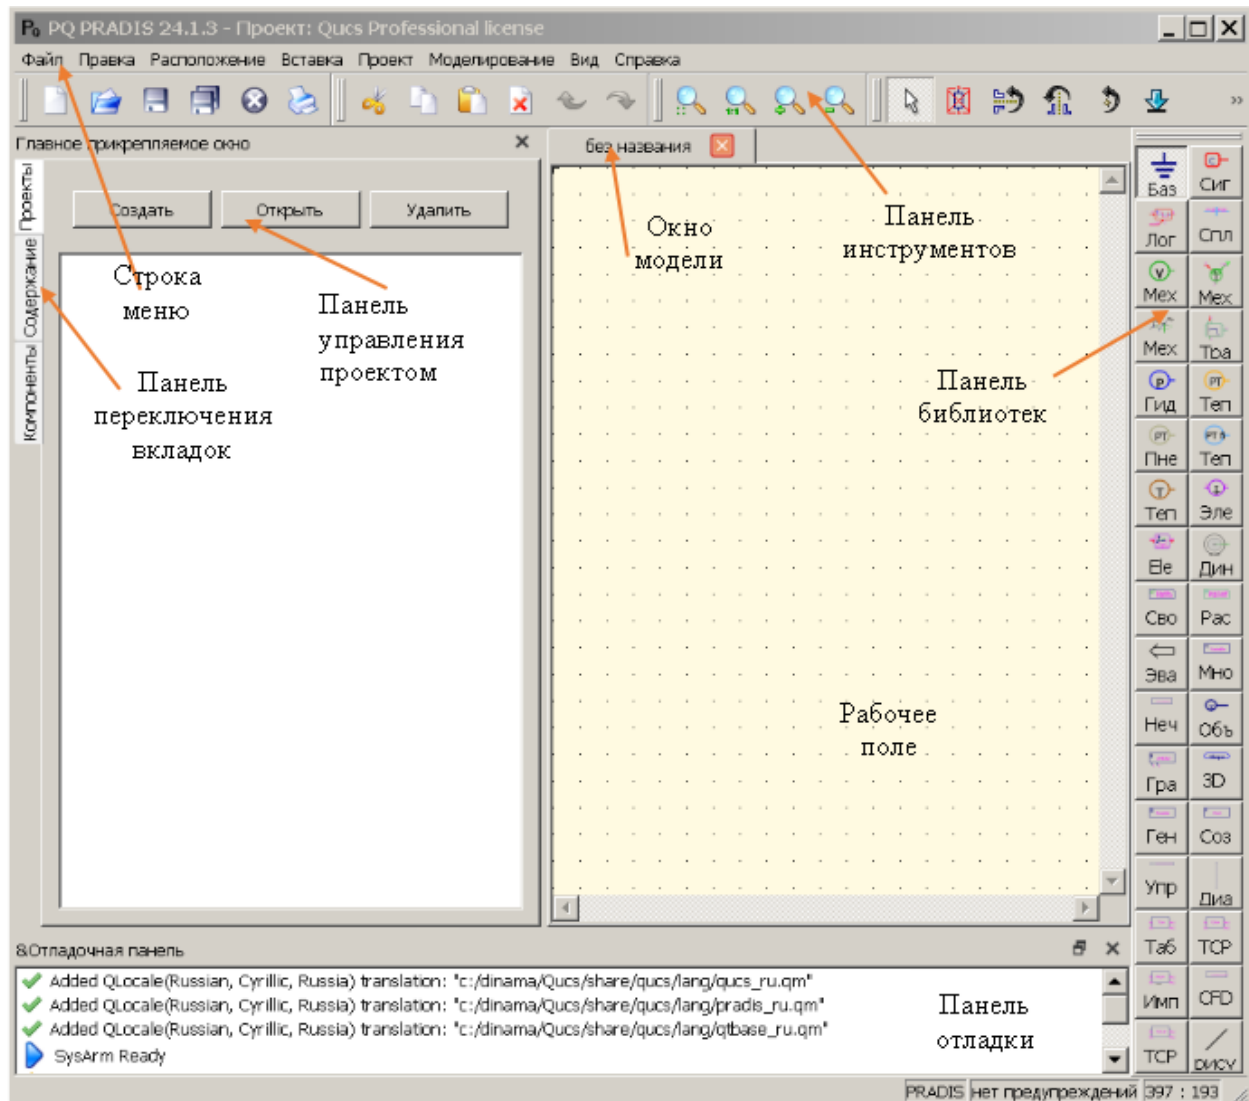 PQ PRADIS 24.1.3 - Проект: Qucs Professional license
Файл Правка Расположение Вставка Проект Моделирование Вид Справка
Главное прикрепляемое окно
без названия
Проекты
Содержание
Компоненты
Создать Открыть Удалить
Строка
меню
Панель
управления
проектом
Панель
переключения
вкладок
Окно
модели
Панель
инструментов
Панель
библиотек
Рабочее
поле
Баз Сиг
Лог Спл
Мех Мех
Мех Тра
Гид Теп
Пне Теп
Теп Эле
Ele Дин
Сво Рас
Эва Мно
Неч Объ
Гра 3D
Ген Соз
Упр Диа
Таб TCP
Имп CFD
TCP
&Отладочная панель
Added QLocale(Russian, Cyrillic, Russia) translation: "c:/dinama/Qucs/share/qucs/lang/qucs_ru.qm"
Added QLocale(Russian, Cyrillic, Russia) translation: "c:/dinama/Qucs/share/qucs/lang/pradis_ru.qm"
Added QLocale(Russian, Cyrillic, Russia) translation: "c:/dinama/Qucs/share/qucs/lang/qtbase_ru.qm"
SysArm Ready
Панель
отладки
PRADIS нет предупреждений 397 : 193